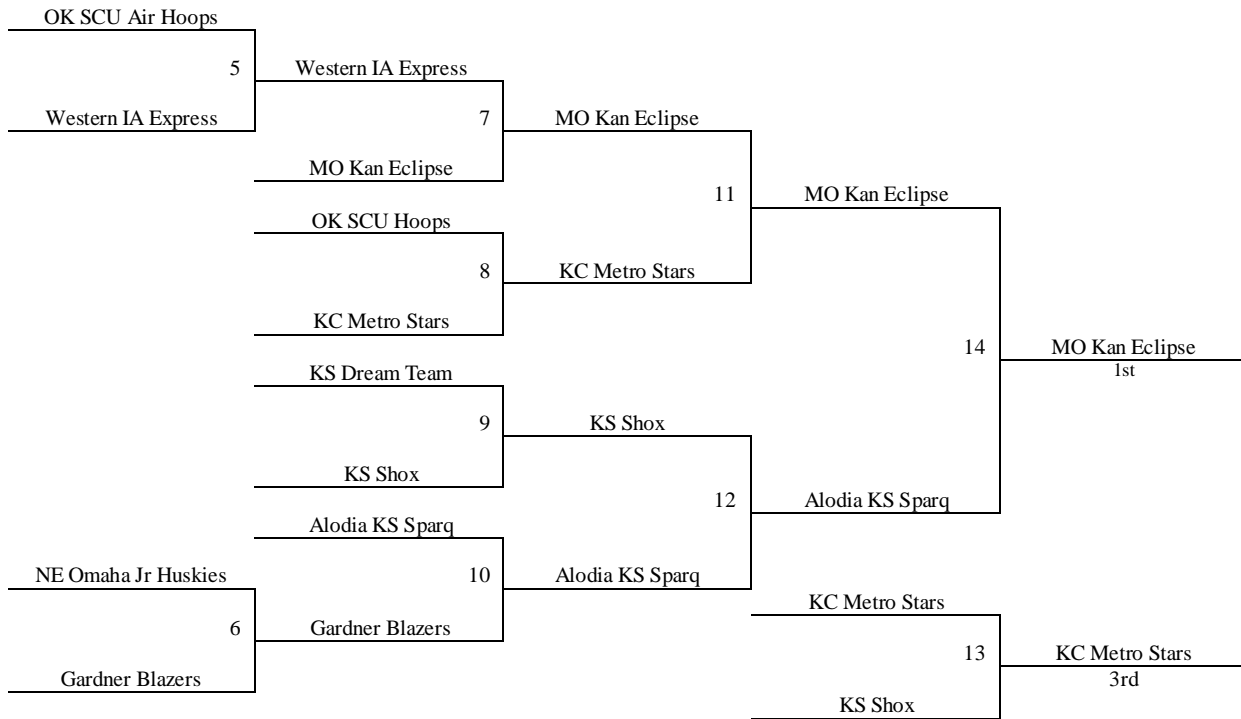 OK SCU Air Hoops
5
Western IA Express
Western IA Express
7
MO Kan Eclipse
MO Kan Eclipse
11
MO Kan Eclipse
OK SCU Hoops
8
KC Metro Stars
KC Metro Stars
14
MO Kan Eclipse
1st
KS Dream Team
9
KS Shox
KS Shox
12
Alodia KS Sparq
Alodia KS Sparq
NE Omaha Jr Huskies
10
Alodia KS Sparq
KC Metro Stars
6
Gardner Blazers
13
KC Metro Stars
3rd
Gardner Blazers
KS Shox